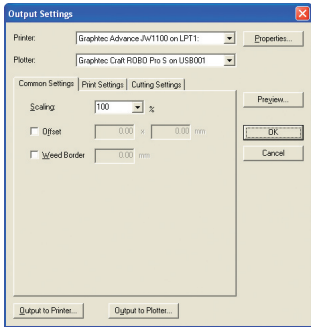 Output Settings
Printer: Graphtec Advance JW1100 on LPT1: Properties...
Plotter: Graphtec Craft ROBO Pro S on USB001
Common Settings Print Settings Cutting Settings
Scaling: 100 % Preview...
Offset 0.00 x 0.00 mm OK
Weed Border 0.00 mm Cancel
Output to Printer... Output to Plotter...